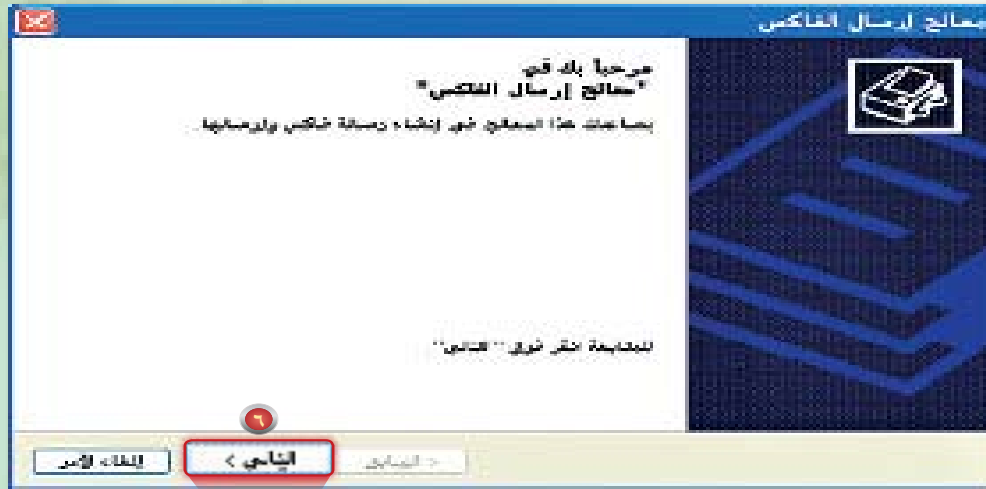 معالج إرسال الفاكس
مرحباً بك في
"معالج إرسال الفاكس"
يساعدك هذا المعالج في إنشاء رسالة فاكس وإرسالها.
للمتابعة انقر فوق "التالي"
٦
< السابق
التالي >
إلغاء الأمر